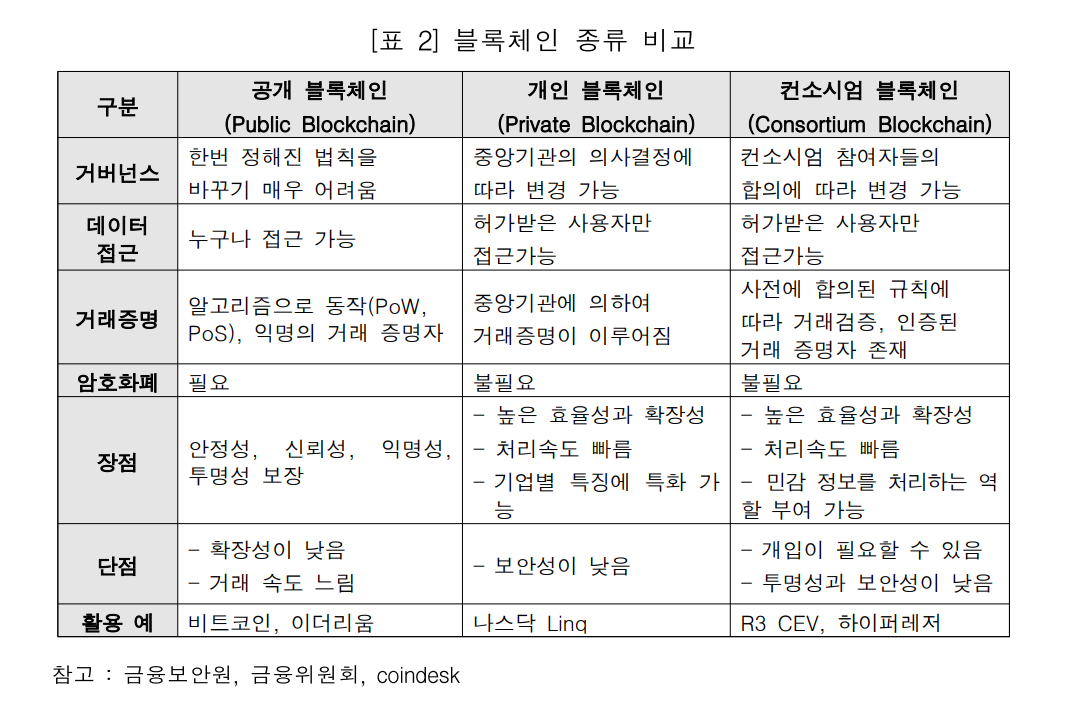 [표 2] 블록체인 종류 비교
구분
공개 블록체인
(Public Blockchain)
개인 블록체인
(Private Blockchain)
컨소시엄 블록체인
(Consortium Blockchain)
거버넌스
한번 정해진 법칙을
바꾸기 매우 어려움
중앙기관의 의사결정에
따라 변경 가능
컨소시엄 참여자들의
합의에 따라 변경 가능
데이터
접근
누구나 접근 가능
허가받은 사용자만
접근가능
허가받은 사용자만
접근가능
거래증명
알고리즘으로 동작(PoW,
PoS), 익명의 거래 증명자
중앙기관에 의하여
거래증명이 이루어짐
사전에 합의된 규칙에
따라 거래검증, 인증된
거래 증명자 존재
암호화폐
필요
불필요
불필요
장점
안정성, 신뢰성, 익명성,
투명성 보장
- 높은 효율성과 확장성
- 처리속도 빠름
- 기업별 특징에 특화 가
능
- 높은 효율성과 확장성
- 처리속도 빠름
- 민감 정보를 처리하는 역
할 부여 가능
단점
- 확장성이 낮음
- 거래 속도 느림
- 보안성이 낮음
- 개입이 필요할 수 있음
- 투명성과 보안성이 낮음
활용 예
비트코인, 이더리움
나스닥 Linq
R3 CEV, 하이퍼레저
참고 : 금융보안원, 금융위원회, coindesk